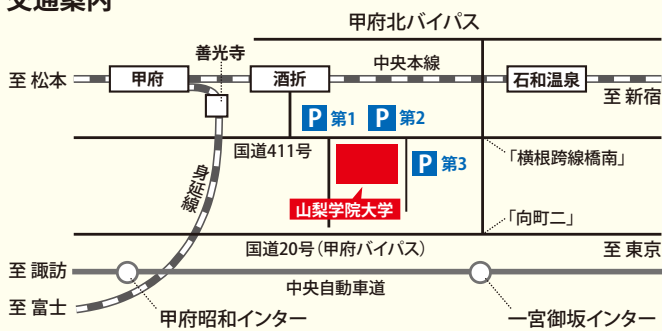 交通案内
甲府北バイパス
善光寺
至 松本
甲府
酒折
中央本線
石和温泉
至 新宿
P 第1
P 第2
国道411号
「横根跨線橋南」
P 第3
身延線
山梨学院大学
「向町二」
国道20号（甲府バイパス）
至 東京
至 諏訪
中央自動車道
至 富士
甲府昭和インター
一宮御坂インター